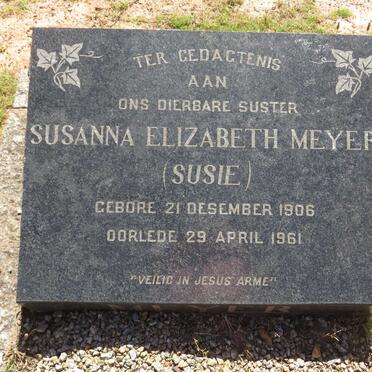 TER GEDAGTENIS
AAN
ONS DIERBARE SUSTER
SUSANNA ELIZABETH MEYER
(SUSIE)
GEBORE 21 DESEMBER 1906
OORLEDE 29 APRIL 1961
"VEILIG IN JESUS' ARME"